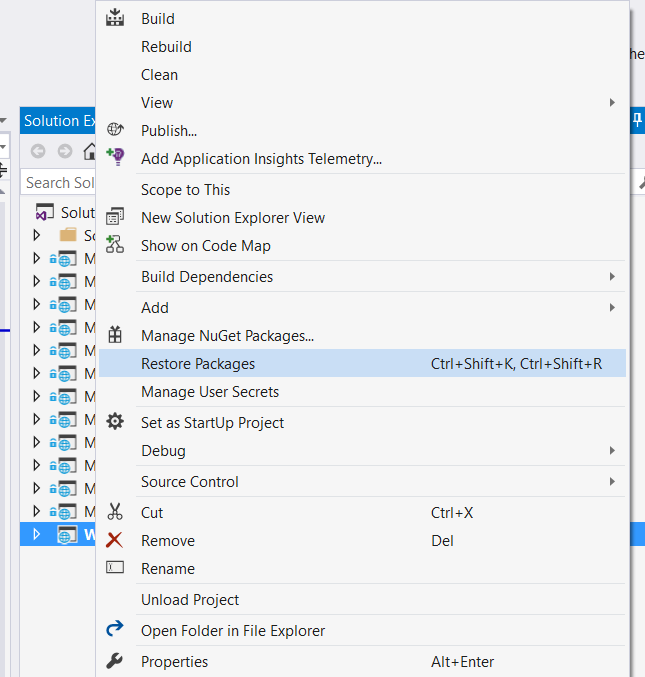 Build
Rebuild
Clean
View
Publish...
Add Application Insights Telemetry...
Scope to This
New Solution Explorer View
Show on Code Map
Build Dependencies
Add
Manage NuGet Packages...
Restore Packages Ctrl+Shift+K, Ctrl+Shift+R
Manage User Secrets
Set as StartUp Project
Debug
Source Control
Cut Ctrl+X
Remove Del
Rename
Unload Project
Open Folder in File Explorer
Properties Alt+Enter
Solution Ex
Search Sol
Solut
Sc
M
M
M
M
M
M
M
M
M
M
M
M
W
he